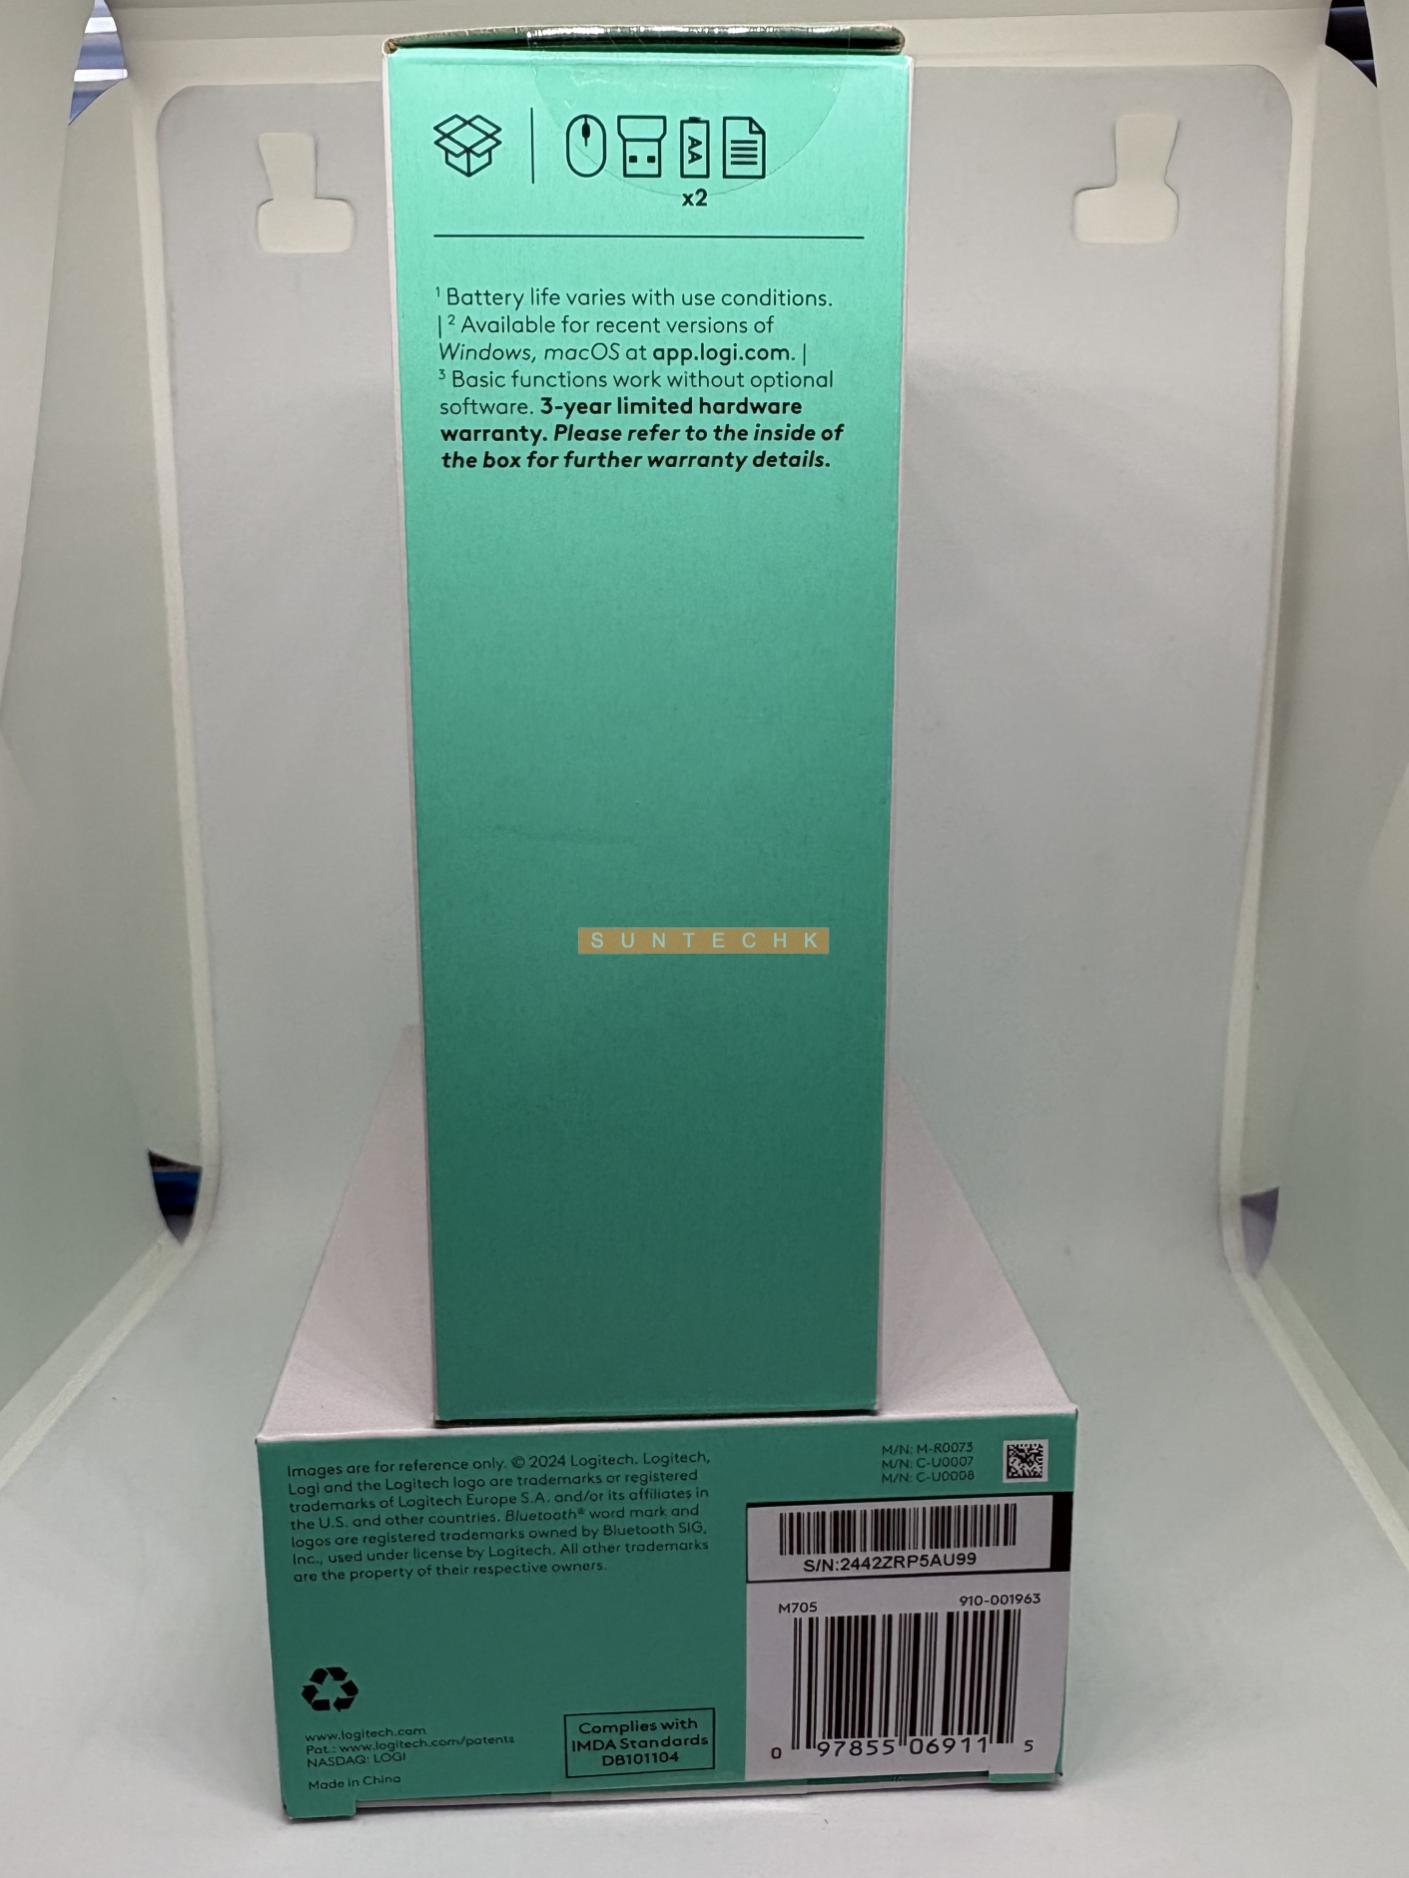 AA
x2
¹ Battery life varies with use conditions.
| ² Available for recent versions of
Windows, macOS at app.logi.com. |
³ Basic functions work without optional
software. 3-year limited hardware
warranty. Please refer to the inside of
the box for further warranty details.
SUNTECHK
Images are for reference only. © 2024 Logitech. Logitech,
Logi and the Logitech logo are trademarks or registered
trademarks of Logitech Europe S.A. and/or its affiliates in
the U.S. and other countries. Bluetooth® word mark and
logos are registered trademarks owned by Bluetooth SIG,
Inc., used under license by Logitech. All other trademarks
are the property of their respective owners.
www.logitech.com
Pat.: www.logitech.com/patents
NASDAQ: LOGI
Made in China
Complies with
IMDA Standards
DB101104
M/N: M-R0073
M/N: C-U0007
M/N: C-U0008
S/N:2442ZRP5AU99
M705 910-001963
0 97855 06911 5